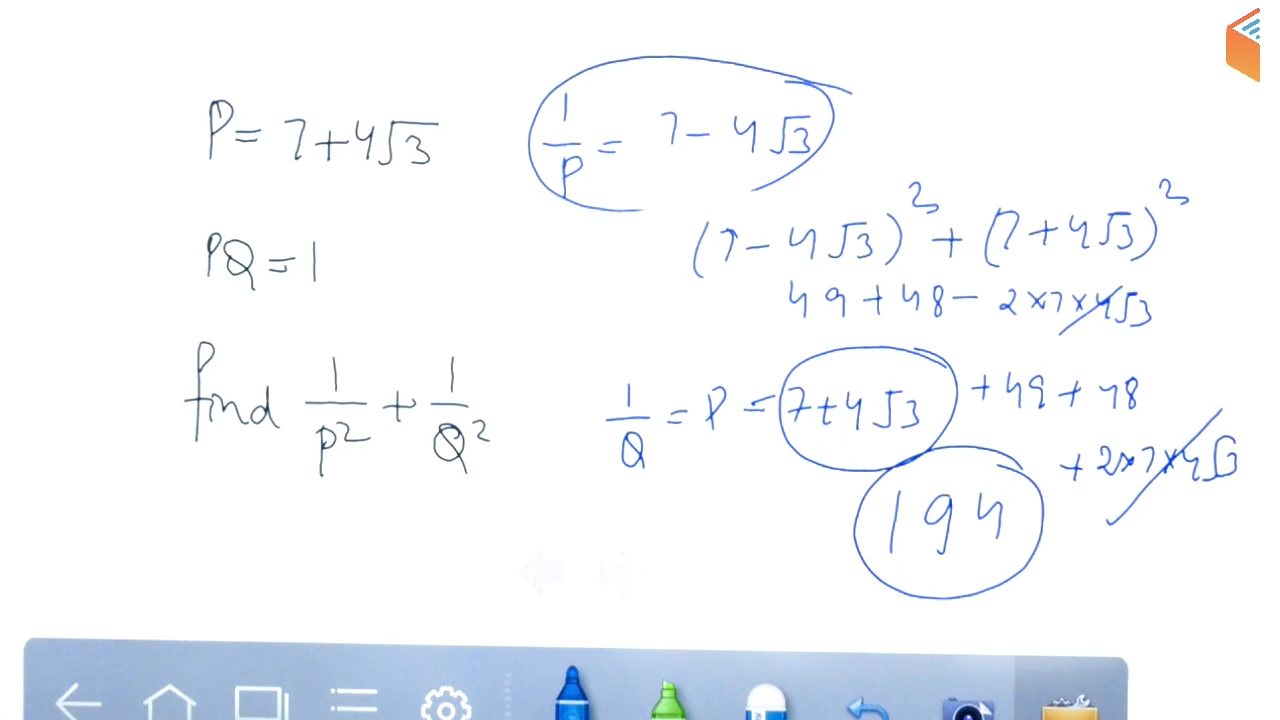 P = 7+4√3
1/P = 7 - 4√3
PQ = 1
(7 - 4√3)² + (7 + 4√3)²
49 + 48 - 2×7×4√3
find 1/P² + 1/Q²
1/Q = P = 7+4√3
+ 49 + 48
+ 2×7×4√3
194